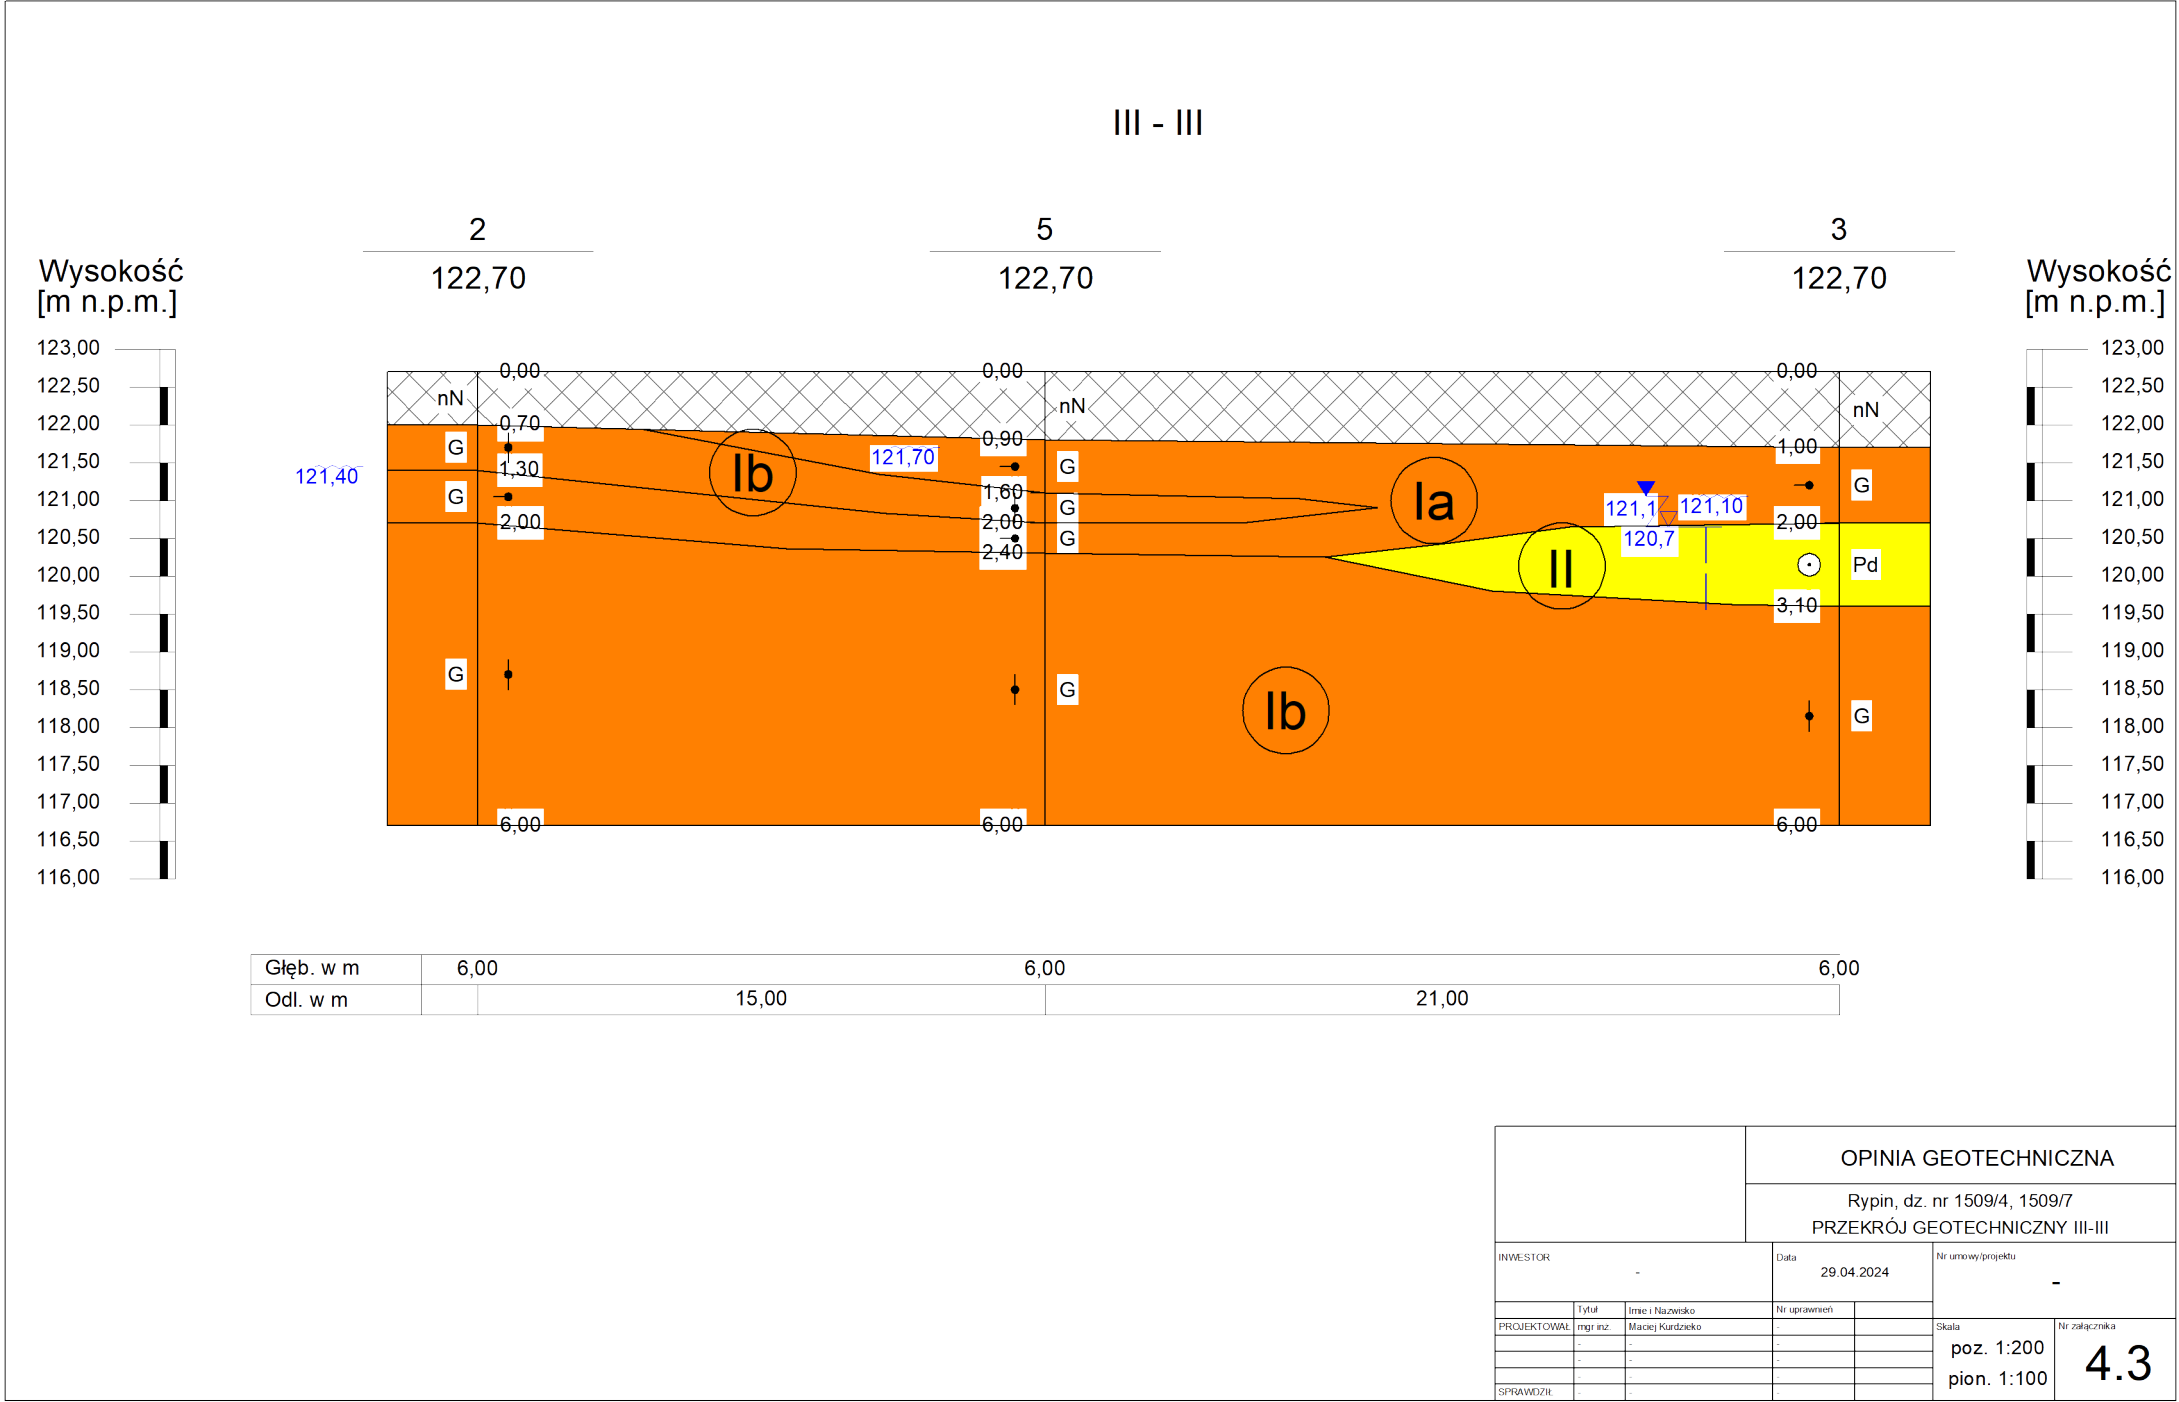 III - III
2
5
3
122,70
122,70
122,70
Wysokość
[m n.p.m.]
Wysokość
[m n.p.m.]
123,00
122,50
122,00
121,50
121,00
120,50
120,00
119,50
119,00
118,50
118,00
117,50
117,00
116,50
116,00
123,00
122,50
122,00
121,50
121,00
120,50
120,00
119,50
119,00
118,50
118,00
117,50
117,00
116,50
116,00
0,00
0,00
0,00
nN
nN
nN
0,70
0,90
1,00
G
Ib
121,70
G
121,40
1,30
Ia
G
G
1,60
G
121,1
121,10
2,00
2,00
2,00
G
120,7
2,40
II
Pd
3,10
G
G
Ib
G
6,00
6,00
6,00
Głęb. w m
6,00
6,00
6,00
Odl. w m
15,00
21,00
OPINIA GEOTECHNICZNA
Rypin, dz. nr 1509/4, 1509/7
PRZEKRÓJ GEOTECHNICZNY III-III
INWESTOR
-
Data
29.04.2024
Nr umowy/projektu
-
Tytuł
Imie i Nazwisko
Nr uprawnień
PROJEKTOWAŁ
mgr inż.
Maciej Kurdzieko
-
- - -
- - -
- - -
SPRAWDZIŁ
- - -
Skala
poz. 1:200
pion. 1:100
Nr załącznika
4.3